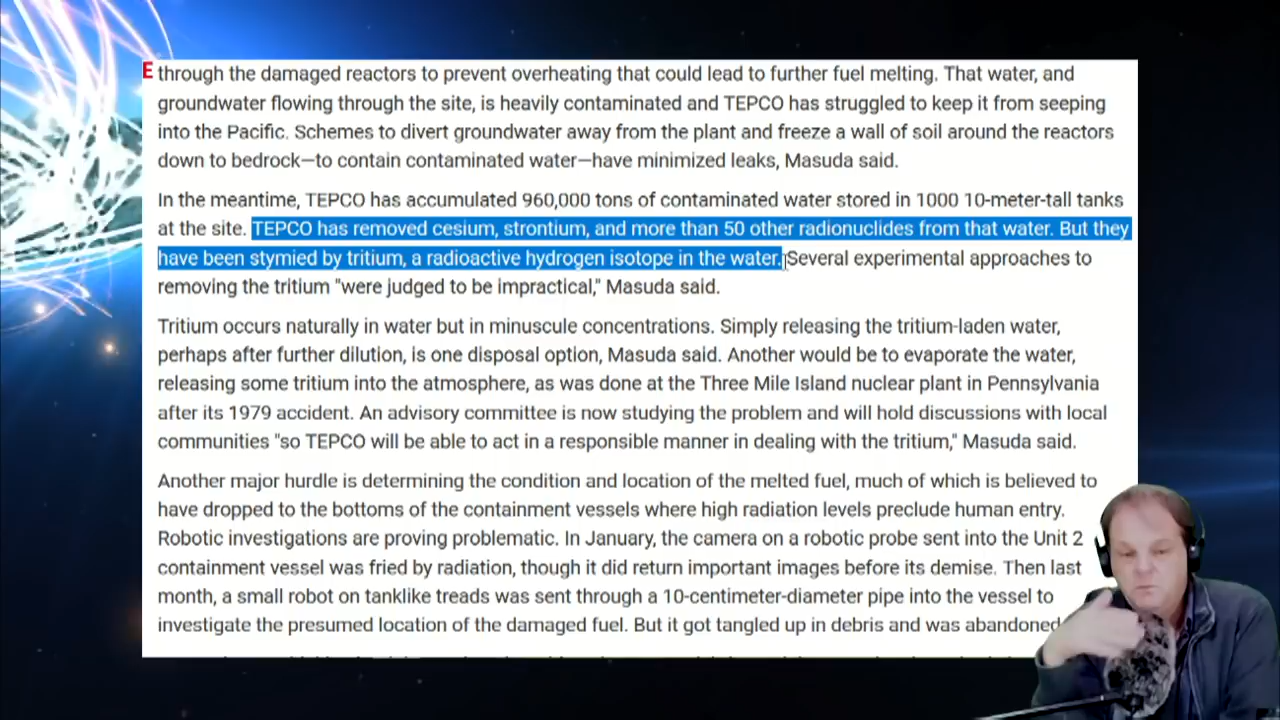 E through the damaged reactors to prevent overheating that could lead to further fuel melting. That water, and
groundwater flowing through the site, is heavily contaminated and TEPCO has struggled to keep it from seeping
into the Pacific. Schemes to divert groundwater away from the plant and freeze a wall of soil around the reactors
down to bedrock—to contain contaminated water—have minimized leaks, Masuda said.
In the meantime, TEPCO has accumulated 960,000 tons of contaminated water stored in 1000 10-meter-tall tanks
at the site. TEPCO has removed cesium, strontium, and more than 50 other radionuclides from that water. But they
have been stymied by tritium, a radioactive hydrogen isotope in the water. Several experimental approaches to
removing the tritium "were judged to be impractical," Masuda said.
Tritium occurs naturally in water but in minuscule concentrations. Simply releasing the tritium-laden water,
perhaps after further dilution, is one disposal option, Masuda said. Another would be to evaporate the water,
releasing some tritium into the atmosphere, as was done at the Three Mile Island nuclear plant in Pennsylvania
after its 1979 accident. An advisory committee is now studying the problem and will hold discussions with local
communities "so TEPCO will be able to act in a responsible manner in dealing with the tritium," Masuda said.
Another major hurdle is determining the condition and location of the melted fuel, much of which is believed to
have dropped to the bottoms of the containment vessels where high radiation levels preclude human entry.
Robotic investigations are proving problematic. In January, the camera on a robotic probe sent into the Unit 2
containment vessel was fried by radiation, though it did return important images before its demise. Then last
month, a small robot on tanklike treads was sent through a 10-centimeter-diameter pipe into the vessel to
investigate the presumed location of the damaged fuel. But it got tangled up in debris and was abandoned